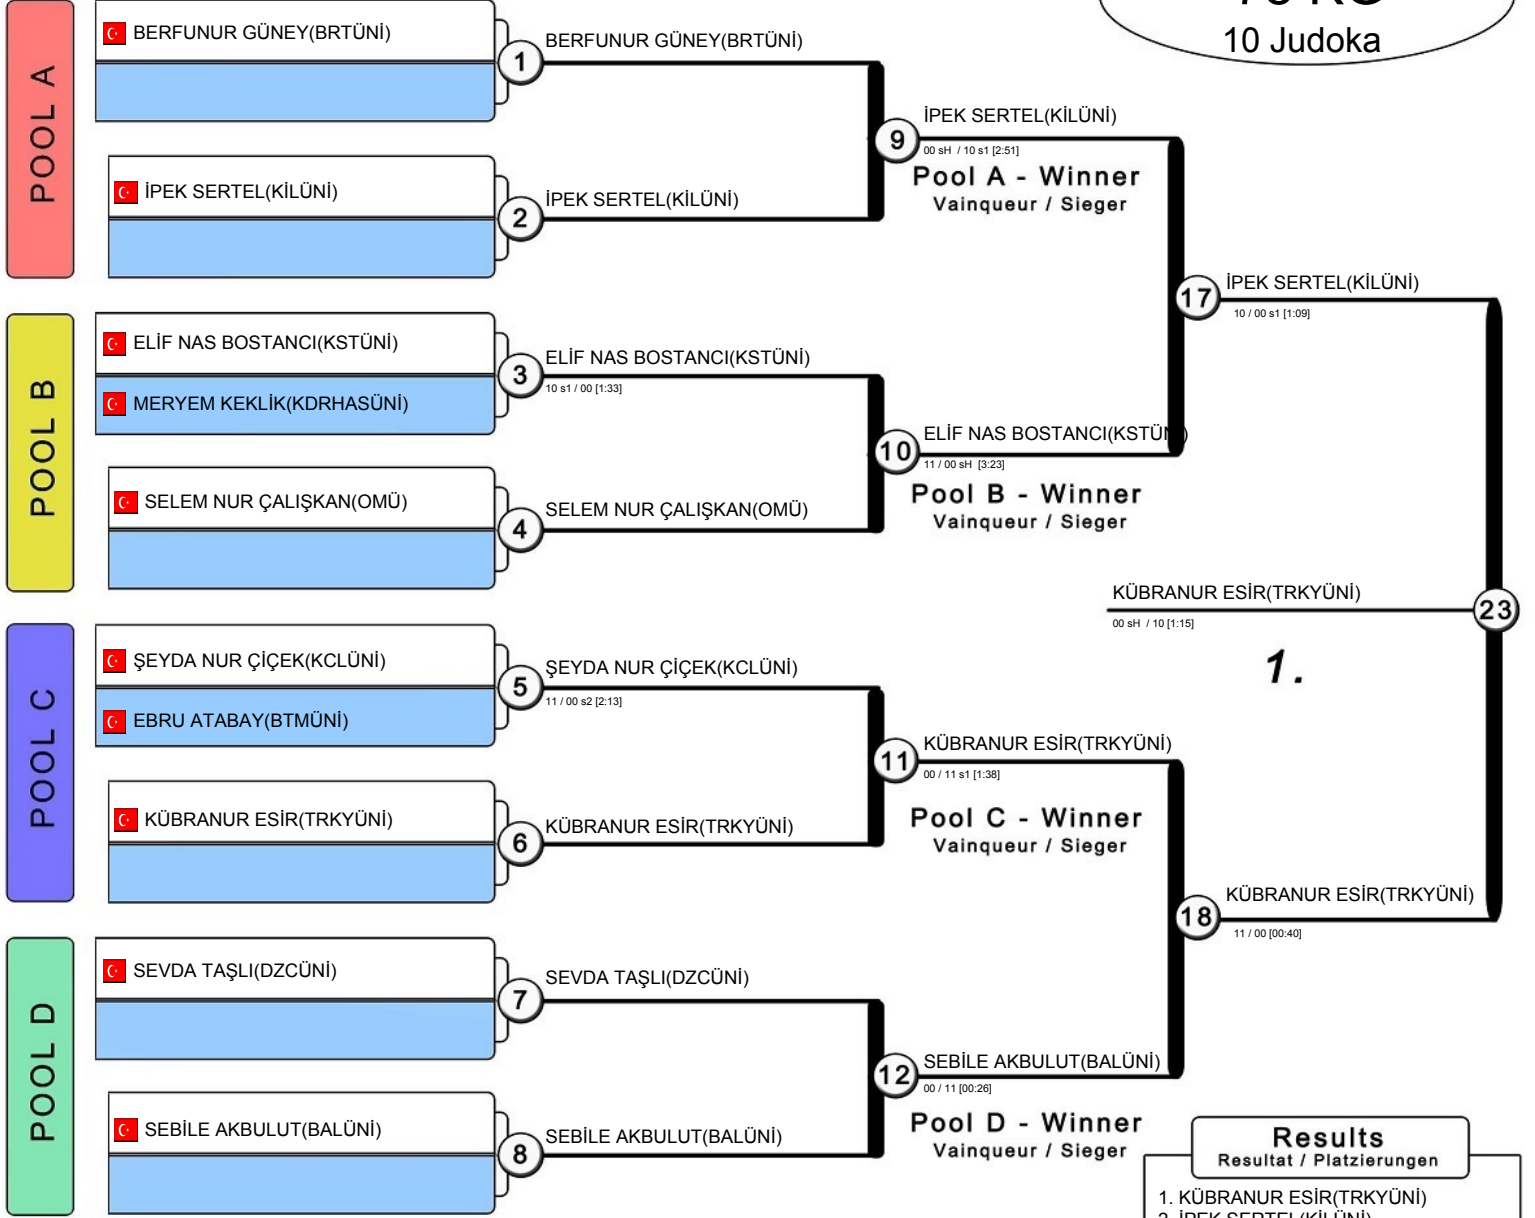 10 Judoka
POOL A
BERFUNUR GÜNEY(BRTÜNİ)
1
BERFUNUR GÜNEY(BRTÜNİ)
İPEK SERTEL(KİLÜNİ)
2
İPEK SERTEL(KİLÜNİ)
9
İPEK SERTEL(KİLÜNİ)
00 sH / 10 s1 [2:51]
Pool A - Winner
Vainqueur / Sieger
POOL B
ELİF NAS BOSTANCI(KSTÜNİ)
MERYEM KEKLİK(KDRHASÜNİ)
3
ELİF NAS BOSTANCI(KSTÜNİ)
10 s1 / 00 [1:33]
SELEM NUR ÇALIŞKAN(OMÜ)
4
SELEM NUR ÇALIŞKAN(OMÜ)
10
ELİF NAS BOSTANCI(KSTÜNİ)
11 / 00 sH [3:23]
Pool B - Winner
Vainqueur / Sieger
17
İPEK SERTEL(KİLÜNİ)
10 / 00 s1 [1:09]
KÜBRANUR ESİR(TRKYÜNİ)
23
00 sH / 10 [1:15]
1.
POOL C
ŞEYDA NUR ÇİÇEK(KCLÜNİ)
EBRU ATABAY(BTMÜNİ)
5
ŞEYDA NUR ÇİÇEK(KCLÜNİ)
11 / 00 s2 [2:13]
KÜBRANUR ESİR(TRKYÜNİ)
6
KÜBRANUR ESİR(TRKYÜNİ)
11
KÜBRANUR ESİR(TRKYÜNİ)
00 / 11 s1 [1:38]
Pool C - Winner
Vainqueur / Sieger
18
KÜBRANUR ESİR(TRKYÜNİ)
11 / 00 [00:40]
POOL D
SEVDA TAŞLI(DZCÜNİ)
7
SEVDA TAŞLI(DZCÜNİ)
SEBİLE AKBULUT(BALÜNİ)
8
SEBİLE AKBULUT(BALÜNİ)
12
SEBİLE AKBULUT(BALÜNİ)
00 / 11 [00:26]
Pool D - Winner
Vainqueur / Sieger
Results
Resultat / Platzierungen
1. KÜBRANUR ESİR(TRKYÜNİ)
2. İPEK SERTEL(KİLÜNİ)